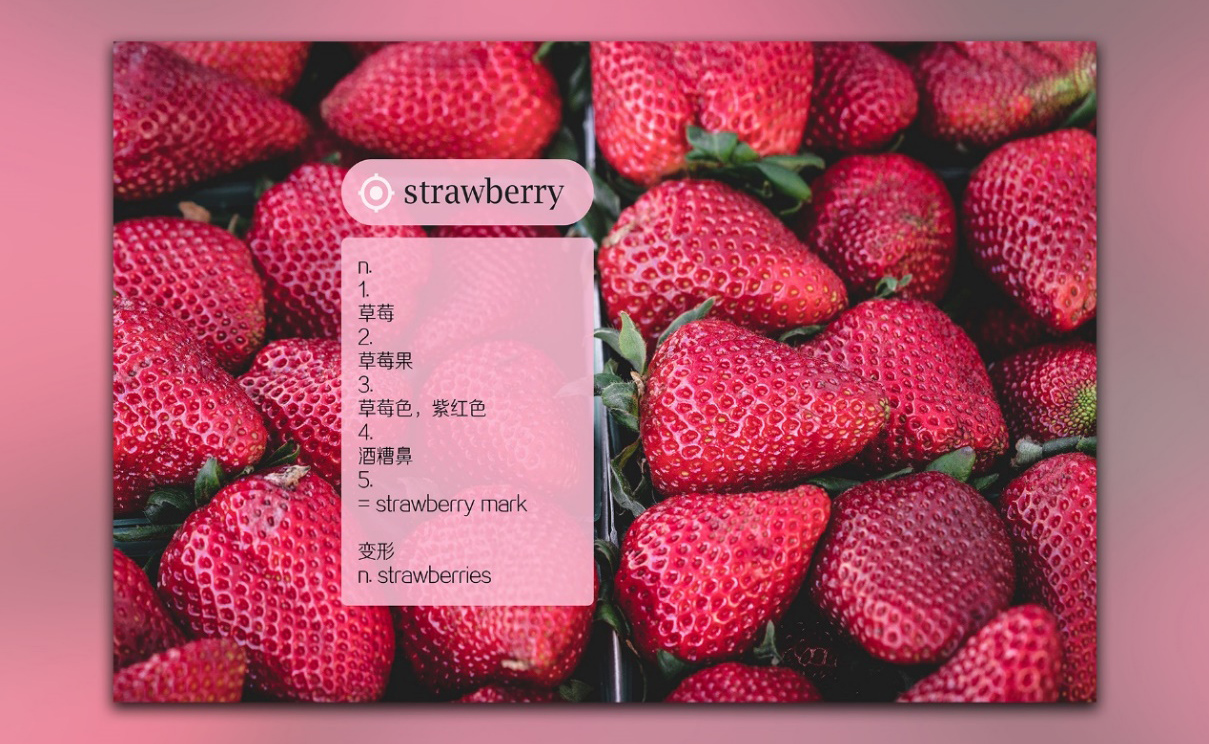 strawberry
n.
1.
草莓
2.
草莓果
3.
草莓色，紫红色
4.
酒糟鼻
5.
= strawberry mark
变形
n. strawberries